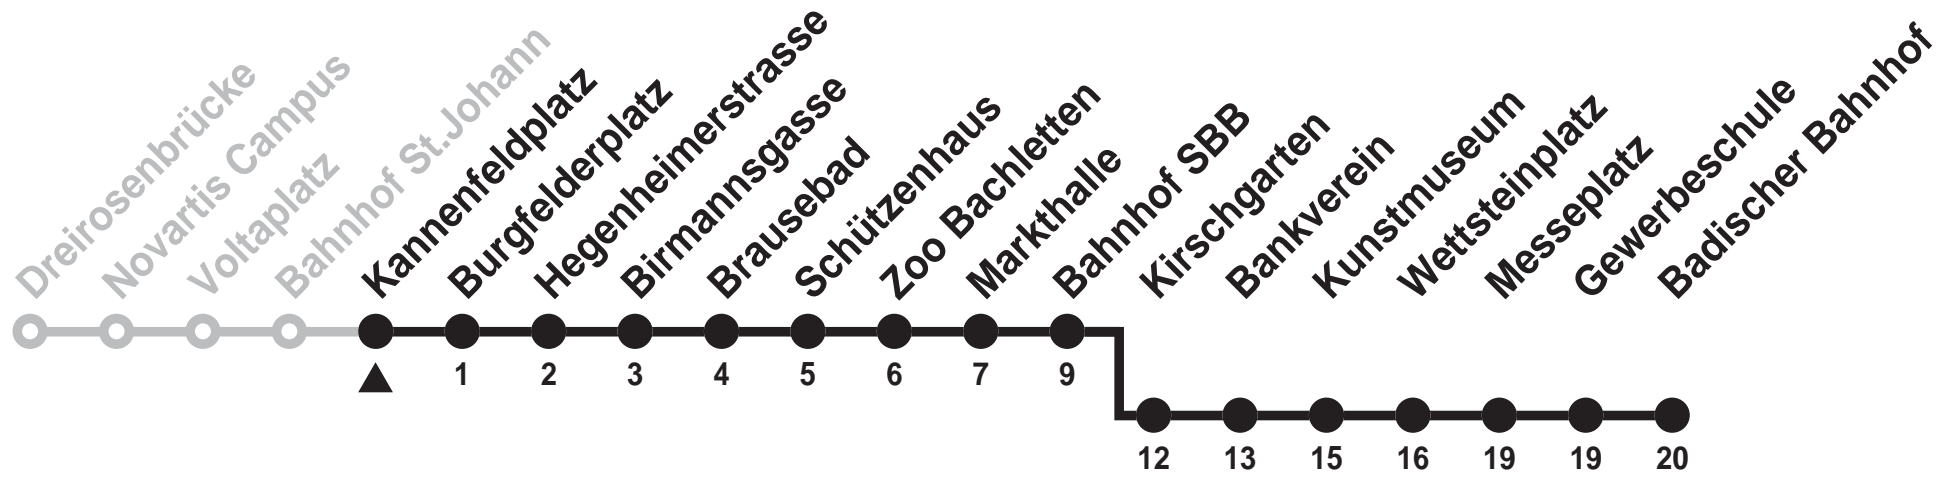 Dreirosenbrücke
Novartis Campus
Voltaplatz
Bahnhof St.Johann
Kannenfeldplatz
Burgfelderplatz
Hegenheimerstrasse
Birmannsgasse
Brausebad
Schützenhaus
Zoo Bachletten
Markthalle
Bahnhof SBB
Kirschgarten
Bankverein
Kunstmuseum
Wettsteinplatz
Messeplatz
Gewerbeschule
Badischer Bahnhof
1 2 3 4 5 6 7 9
12 13 15 16 19 19 20